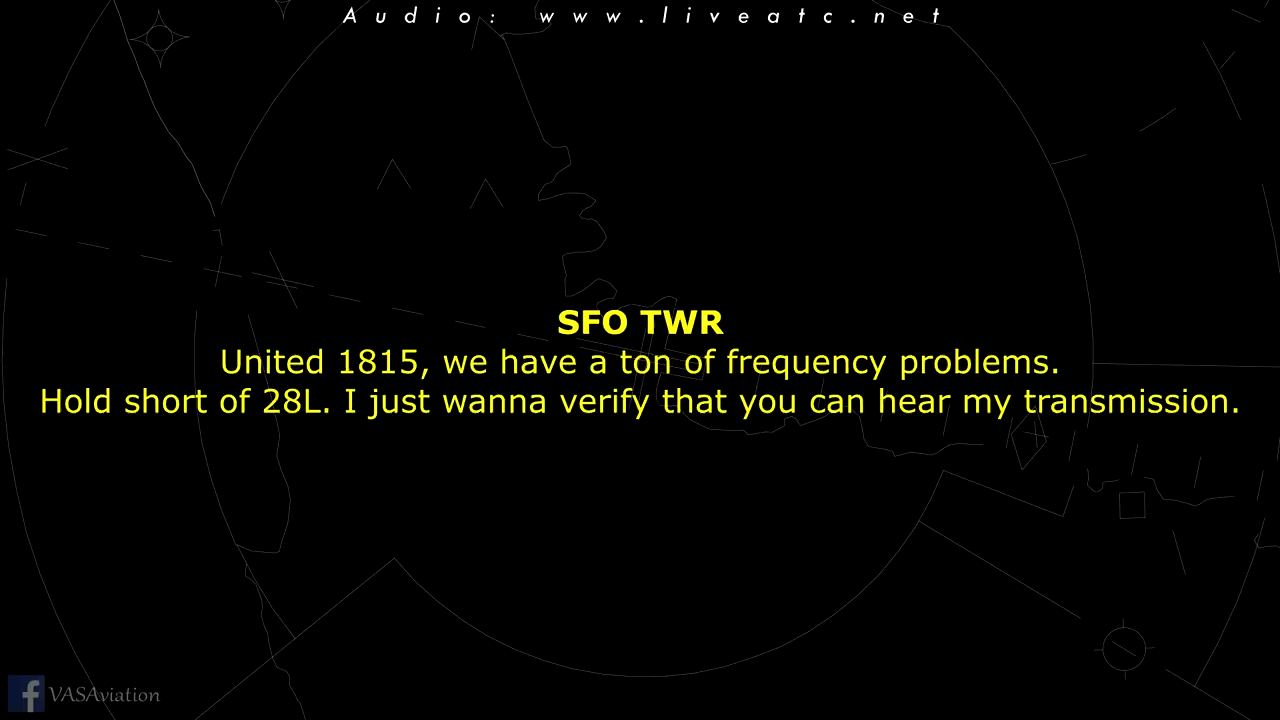 Audio: www.liveatc.net
SFO TWR
United 1815, we have a ton of frequency problems.
Hold short of 28L. I just wanna verify that you can hear my transmission.
f VASAviation